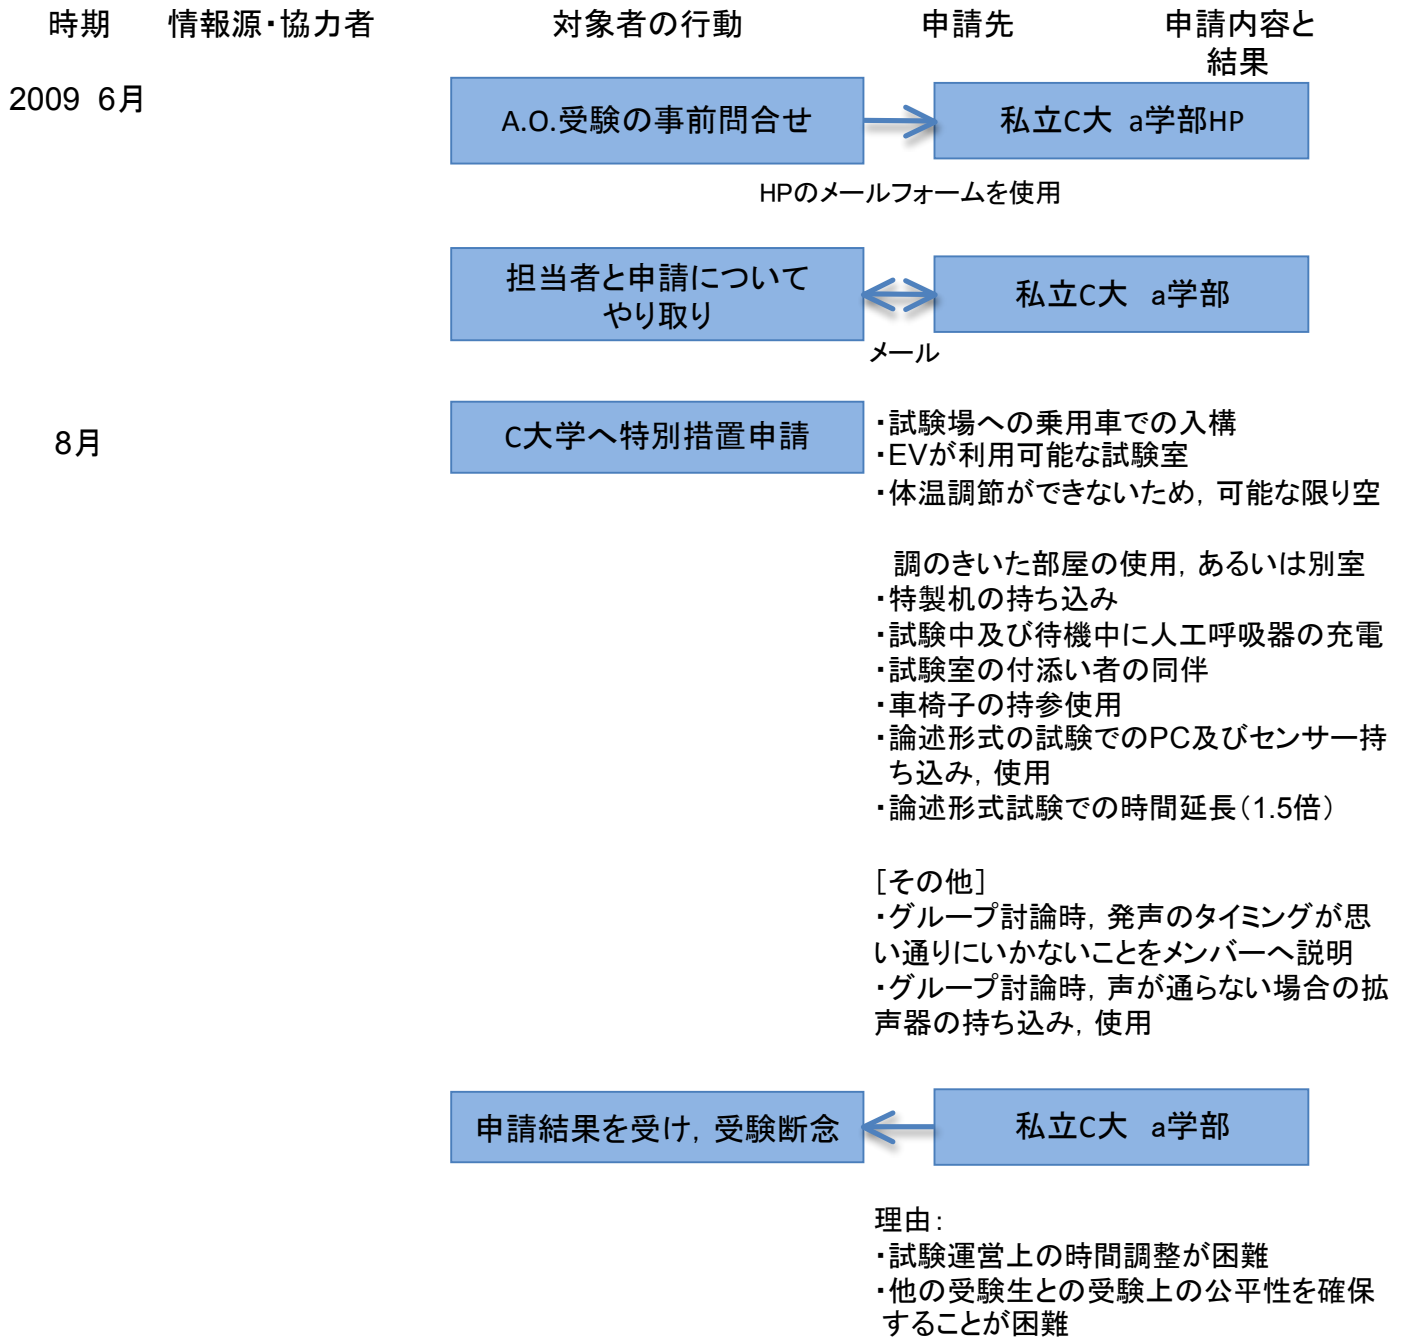 時期　情報源・協力者　対象者の行動　申請先　申請内容と
結果
2009 6月
A.O.受験の事前問合せ　私立C大 a学部HP
HPのメールフォームを使用
担当者と申請について
やり取り
私立C大　a学部
メール
8月
C大学へ特別措置申請
・試験場への乗用車での入構
・EVが利用可能な試験室
・体温調節ができないため，可能な限り空
調のきいた部屋の使用，あるいは別室
・特製机の持ち込み
・試験中及び待機中に人工呼吸器の充電
・試験室の付添い者の同伴
・車椅子の持参使用
・論述形式の試験でのPC及びセンサー持
ち込み，使用
・論述形式試験での時間延長（1.5倍）
［その他］
・グループ討論時，発声のタイミングが思
い通りにいかないことをメンバーへ説明
・グループ討論時，声が通らない場合の拡
声器の持ち込み，使用
申請結果を受け，受験断念　私立C大　a学部
理由：
・試験運営上の時間調整が困難
・他の受験生との受験上の公平性を確保
することが困難